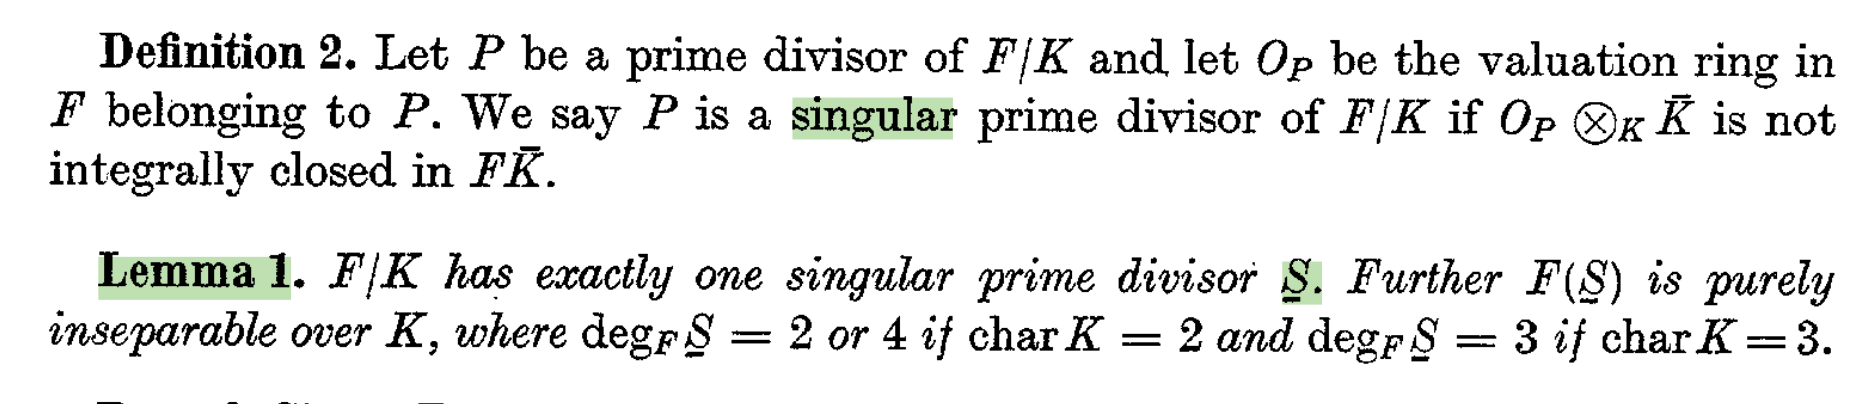 Definition 2. Let P be a prime divisor of F/K and let O_P be the valuation ring in
F belonging to P. We say P is a singular prime divisor of F/K if O_P ⊗_K K̄ is not
integrally closed in FK̄.
Lemma 1. F/K has exactly one singular prime divisor S̲. Further F(S̲) is purely
inseparable over K, where deg_F S̲ = 2 or 4 if char K = 2 and deg_F S̲ = 3 if char K = 3.